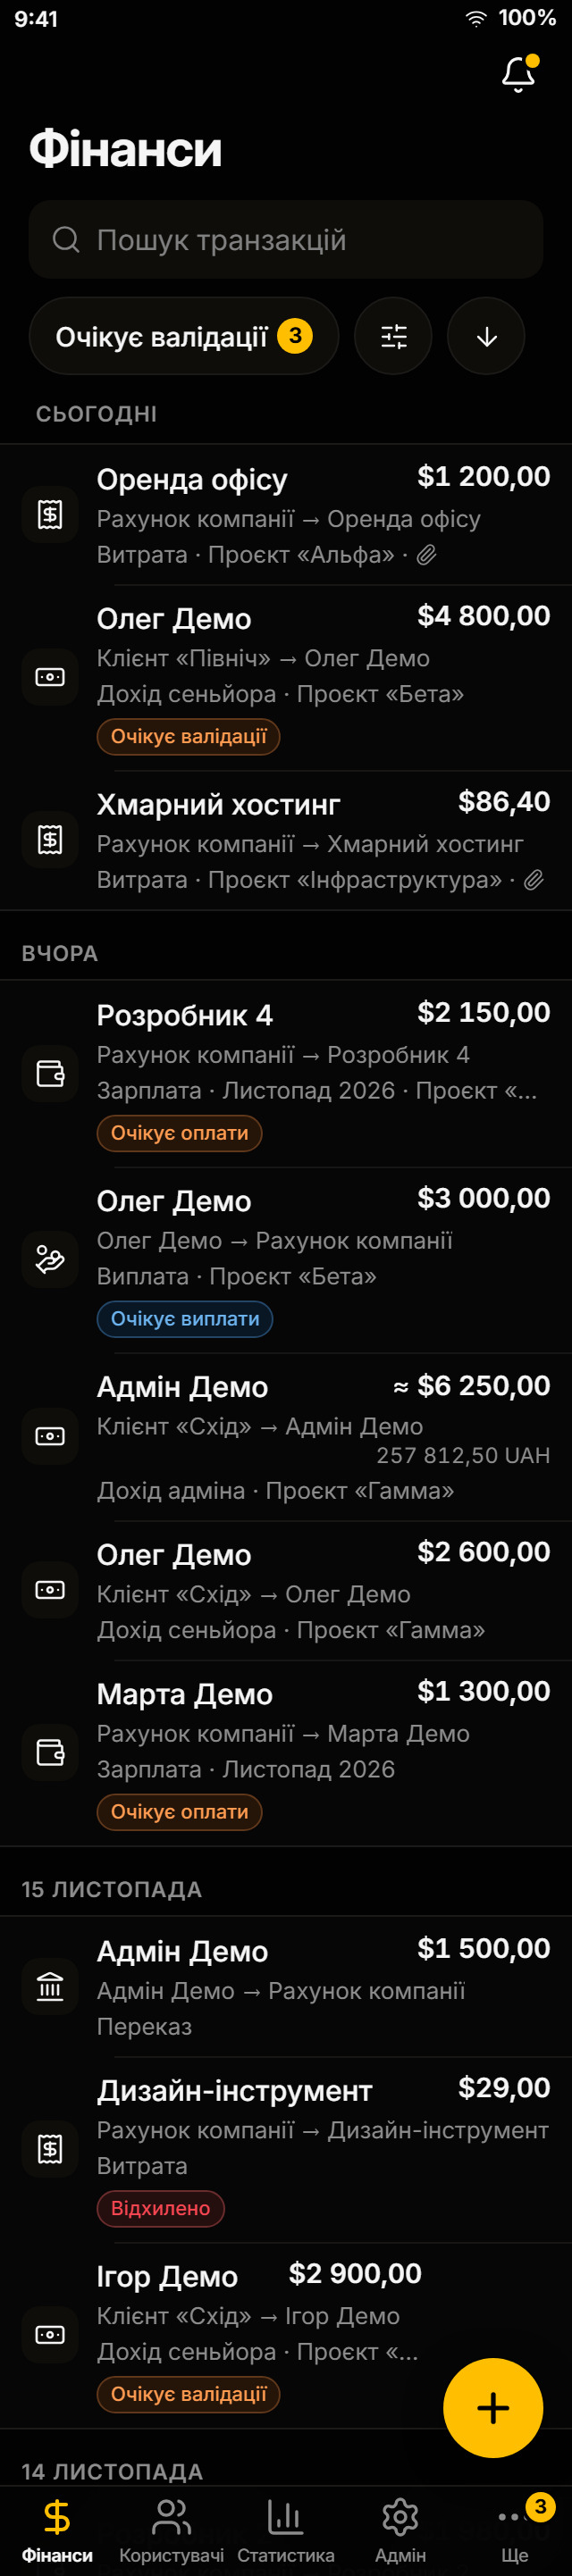 9:41
100%
Фінанси
Пошук транзакцій
Очікує валідації 3
СЬОГОДНІ
Оренда офісу $1 200,00
Рахунок компанії → Оренда офісу
Витрата · Проєкт «Альфа» ·
Олег Демо $4 800,00
Клієнт «Північ» → Олег Демо
Дохід сеньйора · Проєкт «Бета»
Очікує валідації
Хмарний хостинг $86,40
Рахунок компанії → Хмарний хостинг
Витрата · Проєкт «Інфраструктура» ·
ВЧОРА
Розробник 4 $2 150,00
Рахунок компанії → Розробник 4
Зарплата · Листопад 2026 · Проєкт «…
Очікує оплати
Олег Демо $3 000,00
Олег Демо → Рахунок компанії
Виплата · Проєкт «Бета»
Очікує виплати
Адмін Демо ≈ $6 250,00
Клієнт «Схід» → Адмін Демо
257 812,50 UAH
Дохід адміна · Проєкт «Гамма»
Олег Демо $2 600,00
Клієнт «Схід» → Олег Демо
Дохід сеньйора · Проєкт «Гамма»
Марта Демо $1 300,00
Рахунок компанії → Марта Демо
Зарплата · Листопад 2026
Очікує оплати
15 ЛИСТОПАДА
Адмін Демо $1 500,00
Адмін Демо → Рахунок компанії
Переказ
Дизайн-інструмент $29,00
Рахунок компанії → Дизайн-інструмент
Витрата
Відхилено
Ігор Демо $2 900,00
Клієнт «Схід» → Ігор Демо
Дохід сеньйора · Проєкт «…
Очікує валідації
14 ЛИСТОПАДА
3
Фінанси Користувачі Статистика Адмін Ще